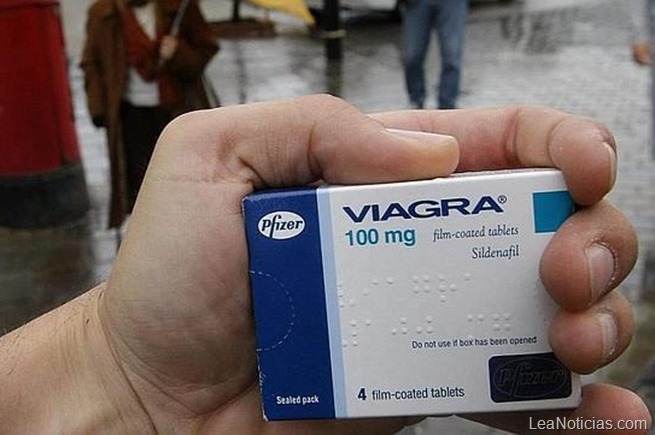 Pfizer
VIAGRA®
100 mg film-coated tablets
Sildenafil
Do not use if box has been opened
Pfizer
Sealed pack
4 film-coated tablets
LeaNoticias.com